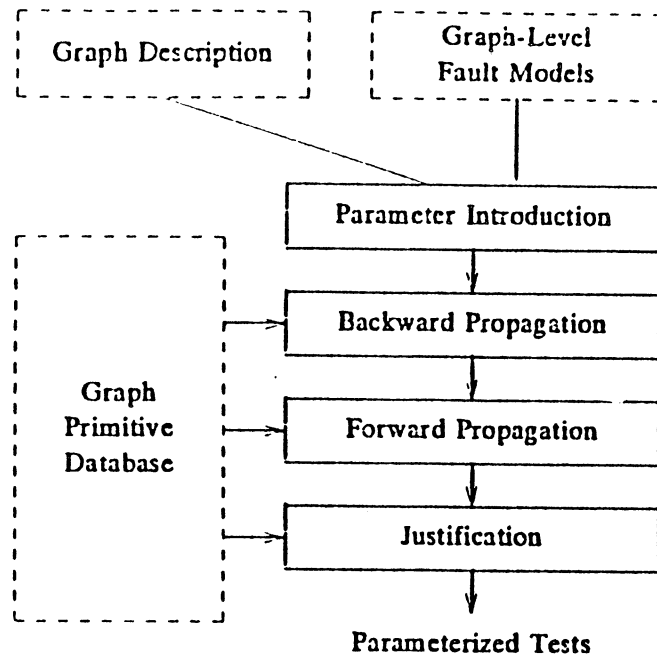 Graph Description
Graph-Level
Fault Models
Parameter Introduction
Backward Propagation
Graph
Primitive
Database
Forward Propagation
Justification
Parameterized Tests